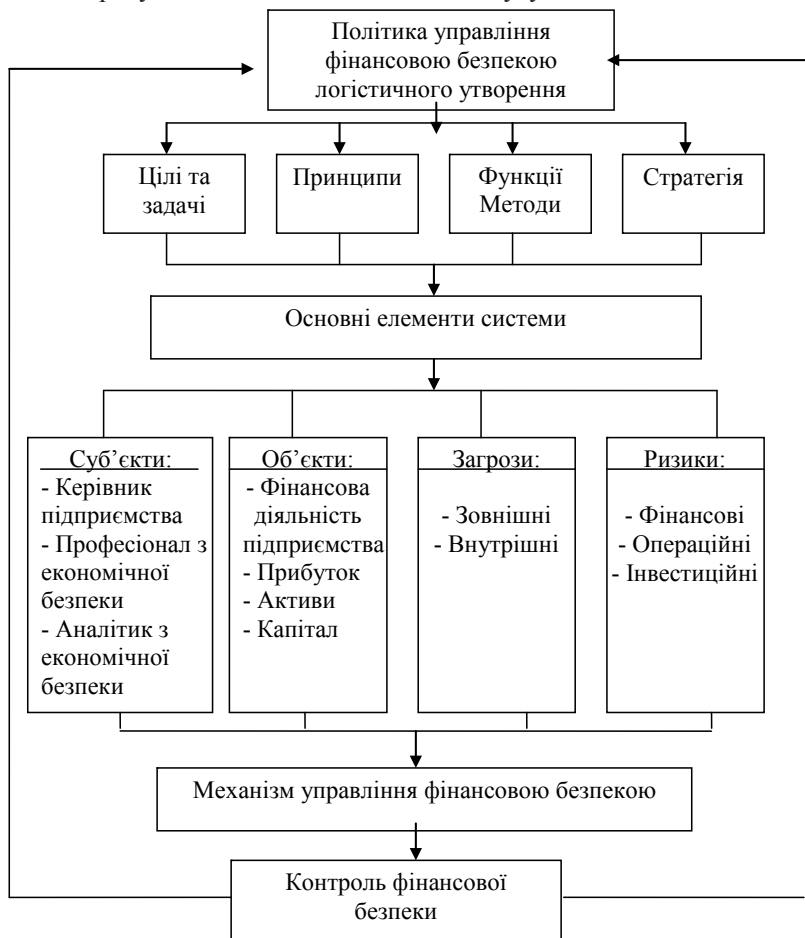 Політика управління
фінансовою безпекою
логістичного утворення
Цілі та
задачі
Принципи
Функції
Методи
Стратегія
Основні елементи системи
Суб’єкти:
- Керівник
підприємства
- Професіонал з
економічної
безпеки
- Аналітик з
економічної
безпеки
Об’єкти:
- Фінансова
діяльність
підприємства
- Прибуток
- Активи
- Капітал
Загрози:
- Зовнішні
- Внутрішні
Ризики:
- Фінансові
- Операційні
- Інвестиційні
Механізм управління фінансовою безпекою
Контроль фінансової
безпеки